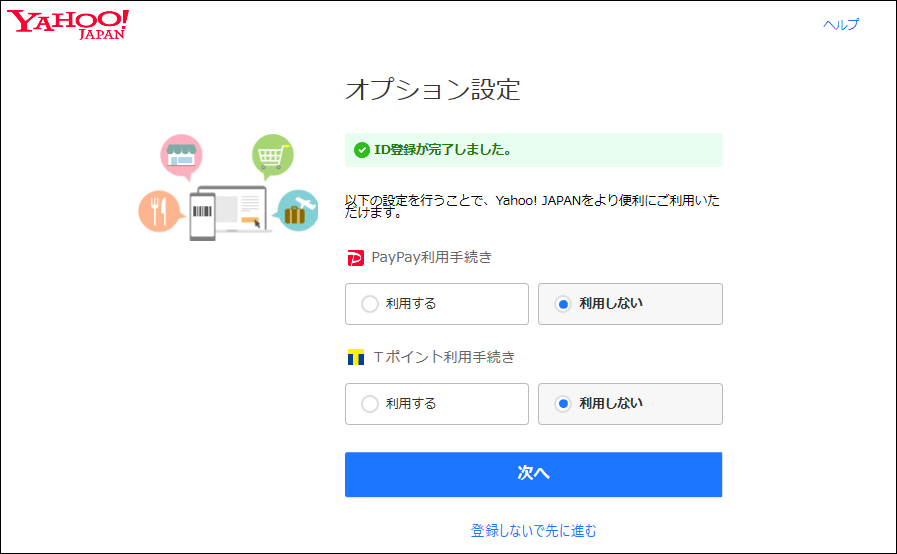 YAHOO!
JAPAN
ヘルプ
オプション設定
ID登録が完了しました。
以下の設定を行うことで、Yahoo! JAPANをより便利にご利用いた
だけます。
PayPay利用手続き
利用する
利用しない
Tポイント利用手続き
利用する
利用しない
次へ
登録しないで先に進む